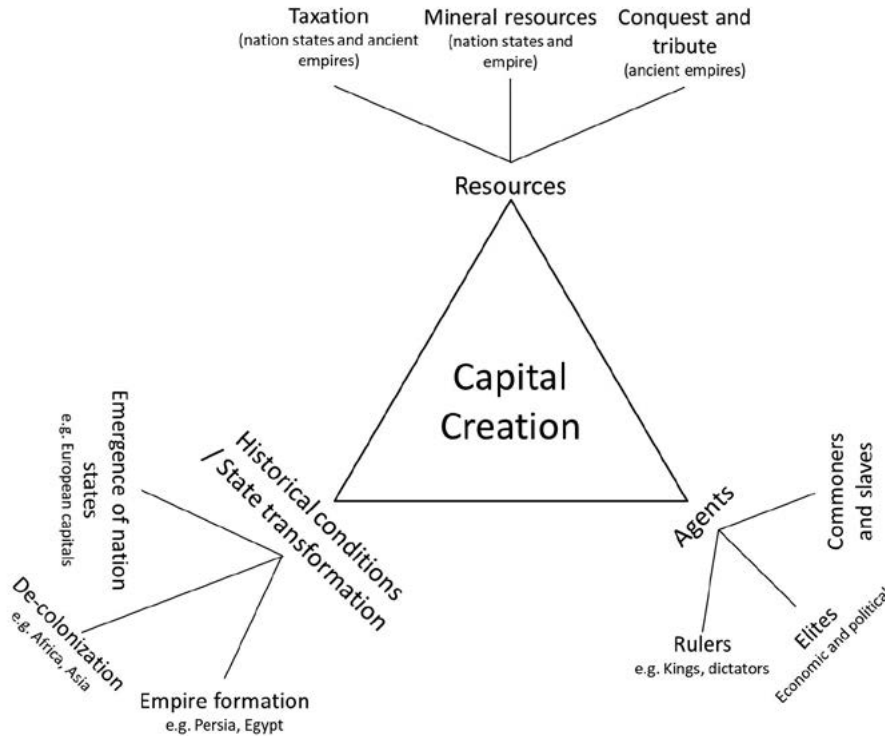 Taxation
(nation states and ancient
empires)
Mineral resources
(nation states and
empire)
Conquest and
tribute
(ancient empires)
Resources
Capital
Creation
Historical conditions
/ State transformation
Emergence of nation
states
e.g. European capitals
De-colonization
e.g. Africa, Asia
Empire formation
e.g. Persia, Egypt
Agents
Commoners
and slaves
Elites
Economic and political
Rulers
e.g. Kings, dictators